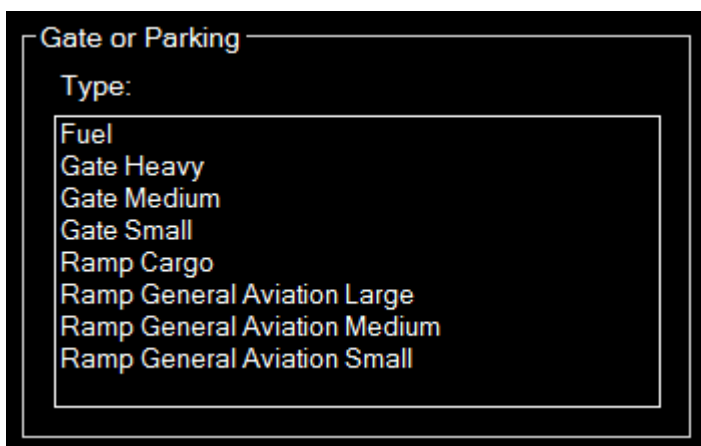 Gate or Parking
Type:
Fuel
Gate Heavy
Gate Medium
Gate Small
Ramp Cargo
Ramp General Aviation Large
Ramp General Aviation Medium
Ramp General Aviation Small